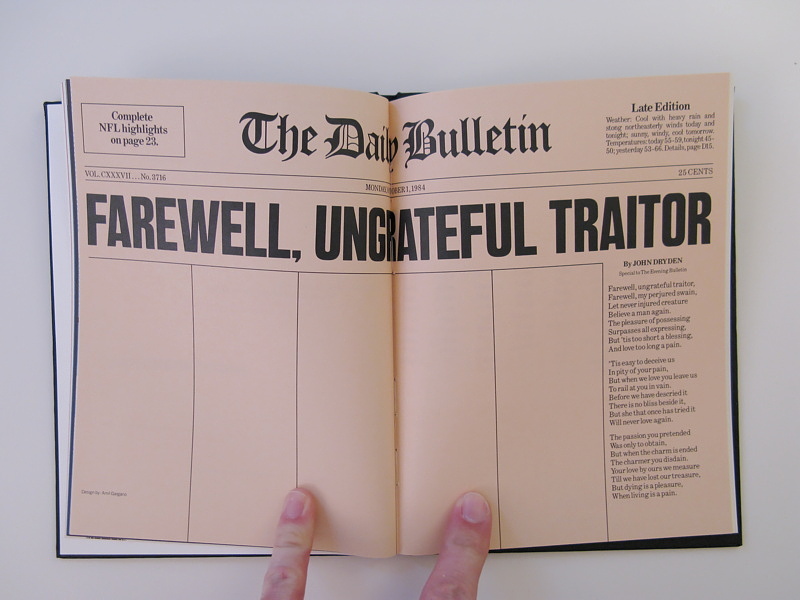 Complete
NFL highlights
on page 23.
The Daily Bulletin
Late Edition
Weather: Cool with heavy rain and
stong northeasterly winds today and
tonight; sunny, windy, cool tomorrow.
Temperatures: today 55–59, tonight 45–
50; yesterday 53–66. Details, page D15.
VOL. CXXXVII . . . No. 3716
MONDAY, OBER 1, 1984
25 CENTS
FAREWELL, UNGRATEFUL TRAITOR
By JOHN DRYDEN
Special to The Evening Bulletin
Farewell, ungrateful traitor,
Farewell, my perjured swain,
Let never injured creature
Believe a man again.
The pleasure of possessing
Surpasses all expressing,
But 'tis too short a blessing,
And love too long a pain.
'Tis easy to deceive us
In pity of your pain,
But when we love you leave us
To rail at you in vain.
Before we have descried it
There is no bliss beside it,
But she that once has tried it
Will never love again.
The passion you pretended
Was only to obtain,
But when the charm is ended
The charmer you disdain.
Your love by ours we measure
Till we have lost our treasure,
But dying is a pleasure,
When living is a pain.
Design by: